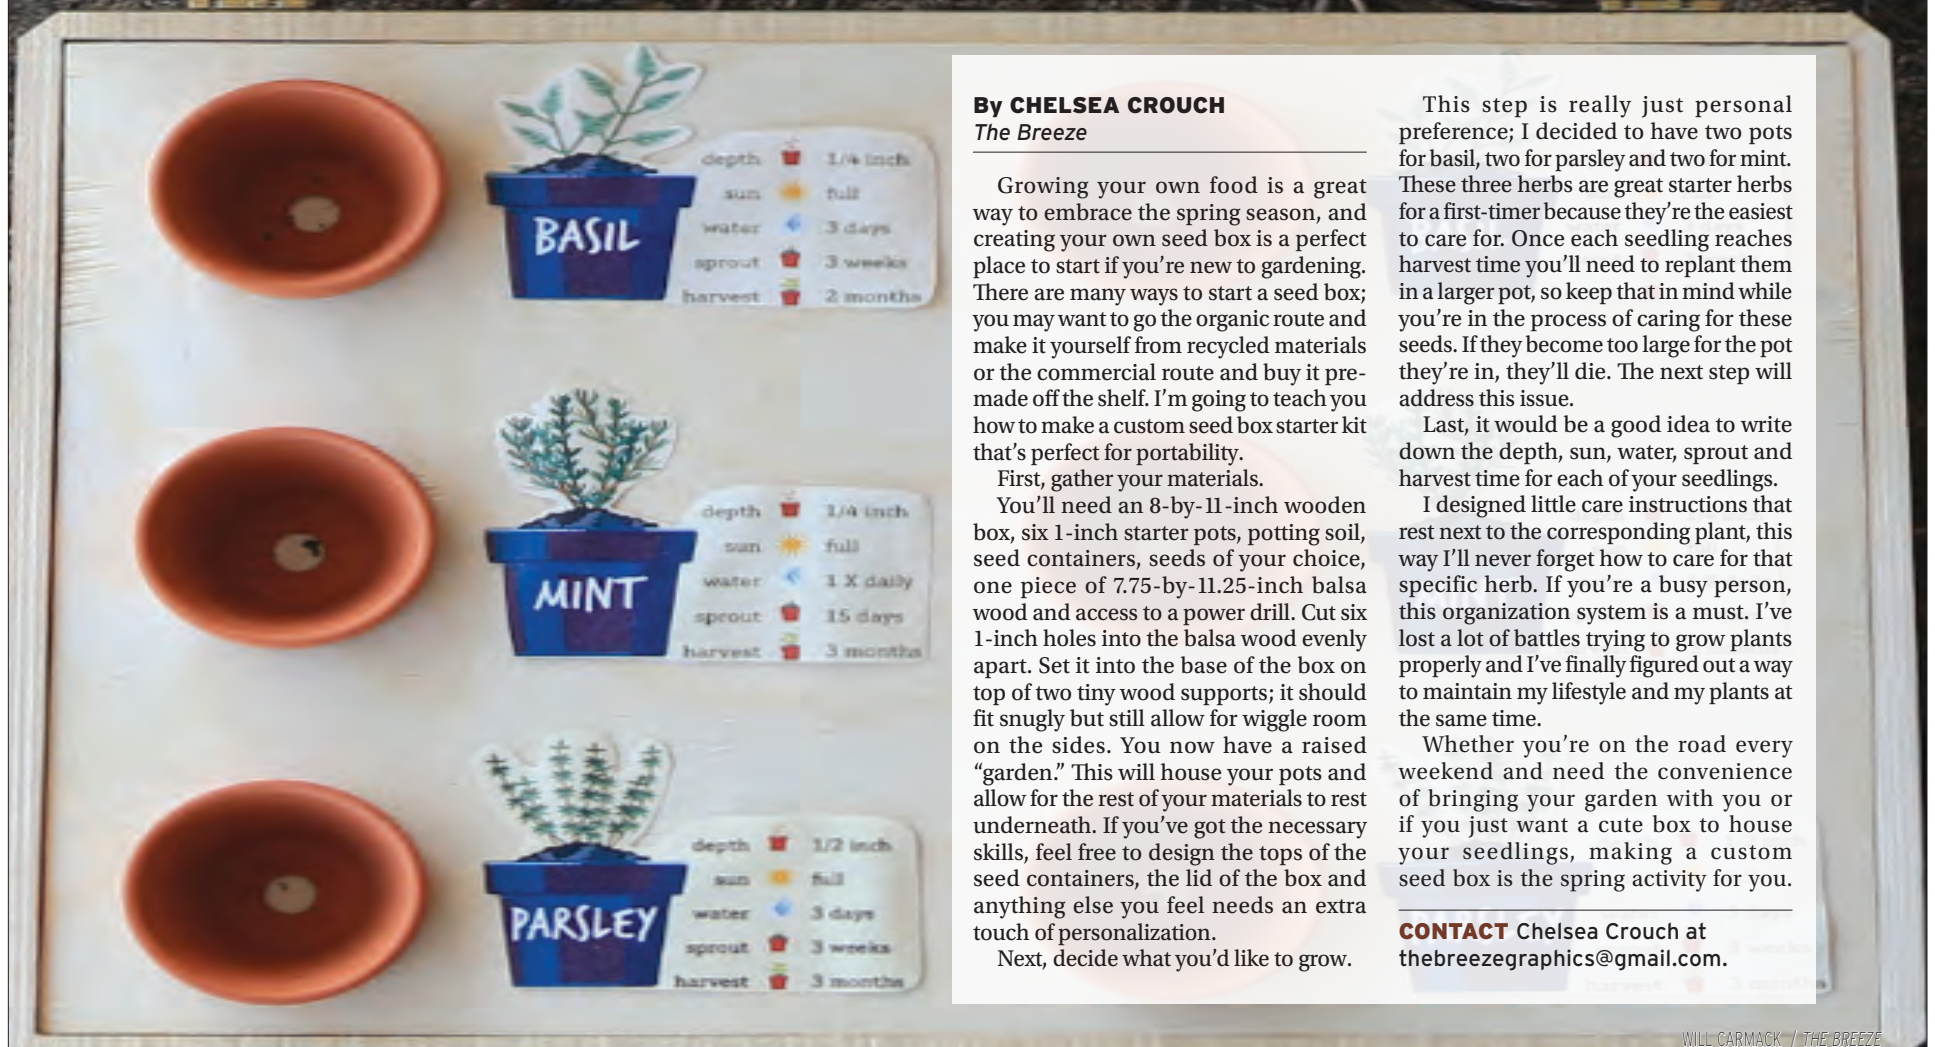 BASIL
depth 1/4 inch
sun full
water 3 days
sprout 3 weeks
harvest 2 months
MINT
depth 1/4 inch
sun full
water 1 X daily
sprout 15 days
harvest 3 months
PARSLEY
depth 1/2 inch
sun full
water 3 days
sprout 3 weeks
harvest 3 months
By CHELSEA CROUCH
The Breeze
Growing your own food is a great
way to embrace the spring season, and
creating your own seed box is a perfect
place to start if you’re new to gardening.
There are many ways to start a seed box;
you may want to go the organic route and
make it yourself from recycled materials
or the commercial route and buy it pre-
made off the shelf. I’m going to teach you
how to make a custom seed box starter kit
that’s perfect for portability.
First, gather your materials.
You’ll need an 8-by-11-inch wooden
box, six 1-inch starter pots, potting soil,
seed containers, seeds of your choice,
one piece of 7.75-by-11.25-inch balsa
wood and access to a power drill. Cut six
1-inch holes into the balsa wood evenly
apart. Set it into the base of the box on
top of two tiny wood supports; it should
fit snugly but still allow for wiggle room
on the sides. You now have a raised
“garden.” This will house your pots and
allow for the rest of your materials to rest
underneath. If you’ve got the necessary
skills, feel free to design the tops of the
seed containers, the lid of the box and
anything else you feel needs an extra
touch of personalization.
Next, decide what you’d like to grow.
This step is really just personal
preference; I decided to have two pots
for basil, two for parsley and two for mint.
These three herbs are great starter herbs
for a first-timer because they’re the easiest
to care for. Once each seedling reaches
harvest time you’ll need to replant them
in a larger pot, so keep that in mind while
you’re in the process of caring for these
seeds. If they become too large for the pot
they’re in, they’ll die. The next step will
address this issue.
Last, it would be a good idea to write
down the depth, sun, water, sprout and
harvest time for each of your seedlings.
I designed little care instructions that
rest next to the corresponding plant, this
way I’ll never forget how to care for that
specific herb. If you’re a busy person,
this organization system is a must. I’ve
lost a lot of battles trying to grow plants
properly and I’ve finally figured out a way
to maintain my lifestyle and my plants at
the same time.
Whether you’re on the road every
weekend and need the convenience
of bringing your garden with you or
if you just want a cute box to house
your seedlings, making a custom
seed box is the spring activity for you.
CONTACT Chelsea Crouch at
thebreezegraphics@gmail.com.
WILL CARMACK / THE BREEZE